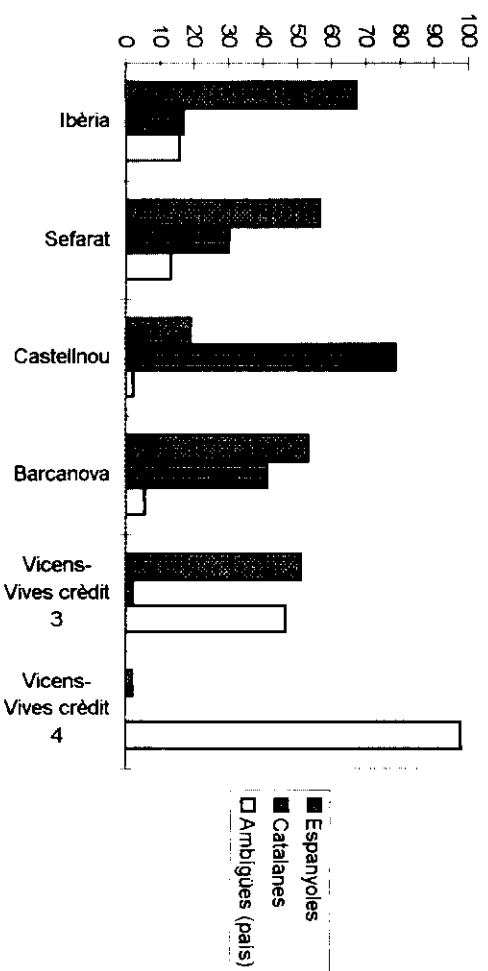 0
10
20
30
40
50
60
70
80
90
100
Ibèria
Sefarat
Castellnou
Barcanova
Vicens-
Vives crèdit
3
Vicens-
Vives crèdit
4
Espanyoles
Catalanes
Ambigües (país)